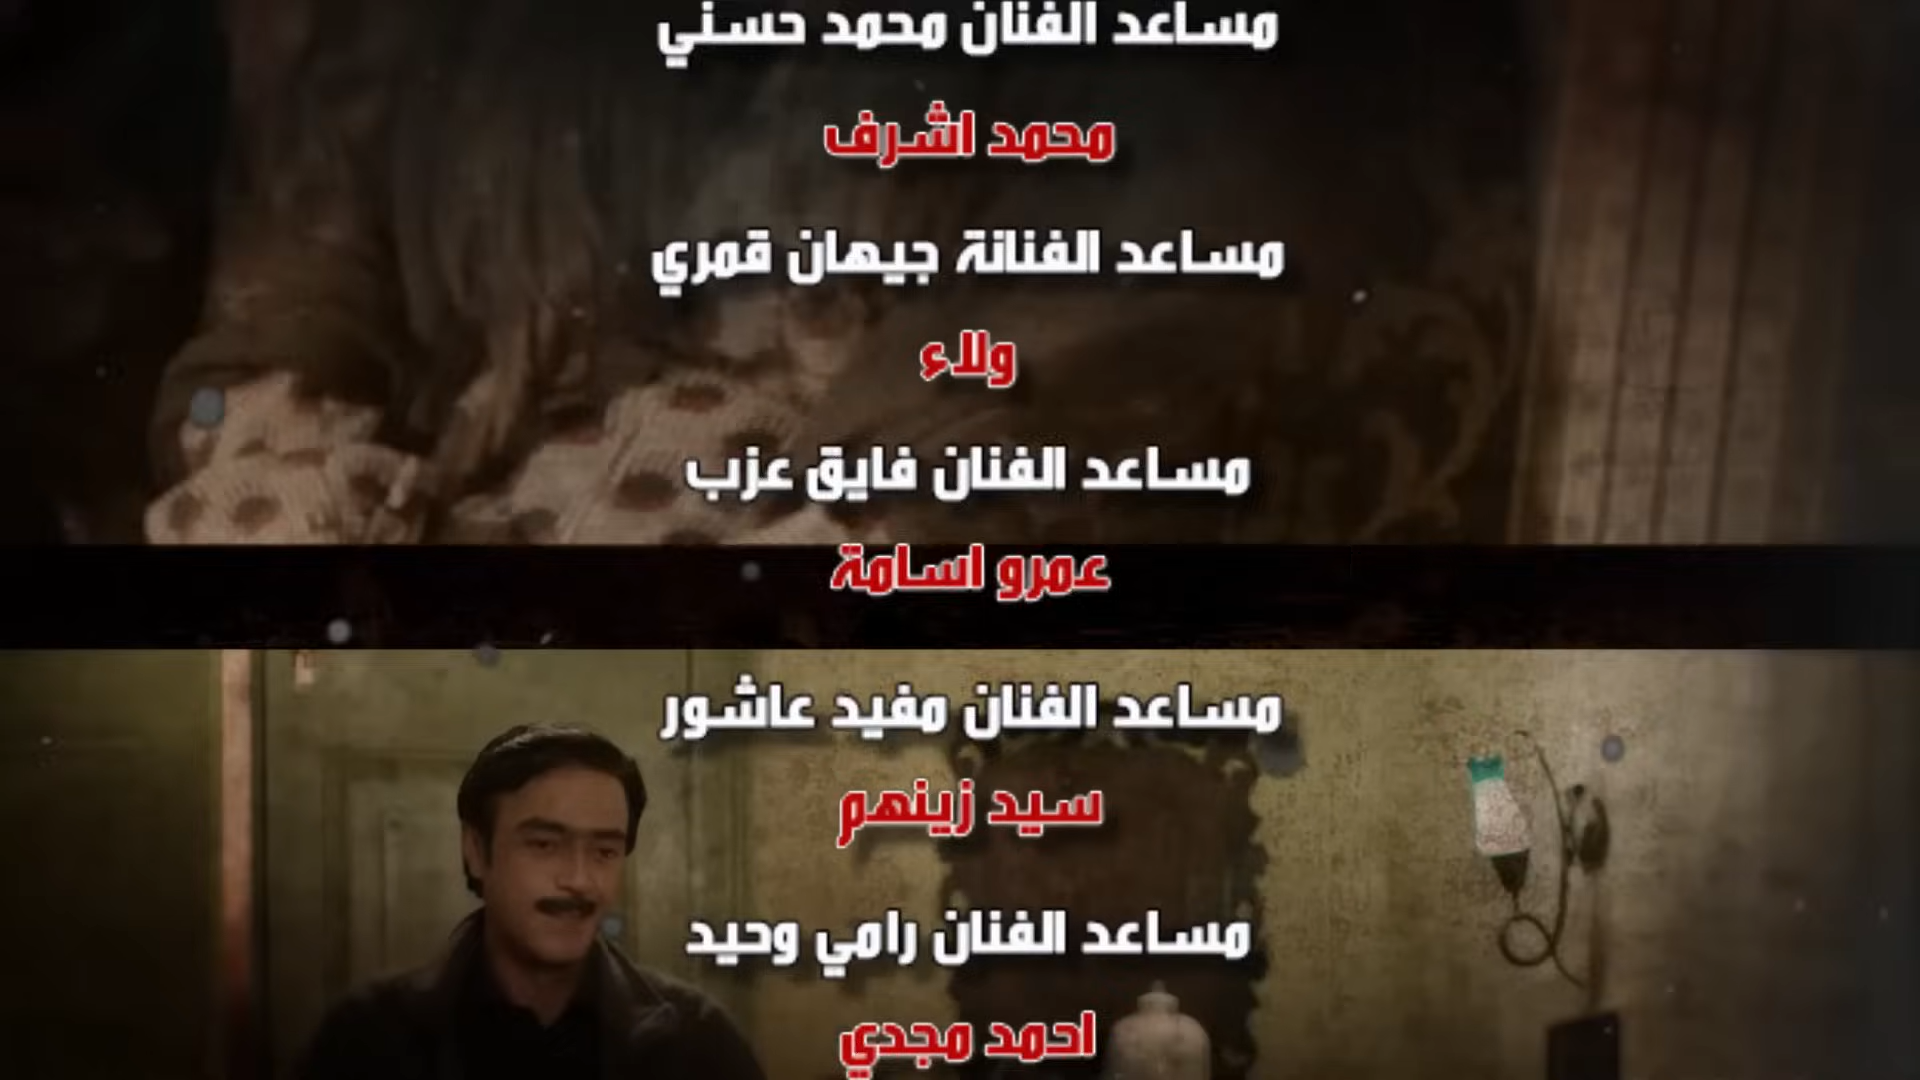 مساعد الفنان محمد حسني
محمد اشرف
مساعد الفنانة جيهان قمري
ولاء
مساعد الفنان فايق عزب
عمرو اسامة
مساعد الفنان مفيد عاشور
سيد زينهم
مساعد الفنان رامي وحيد
احمد مجدي